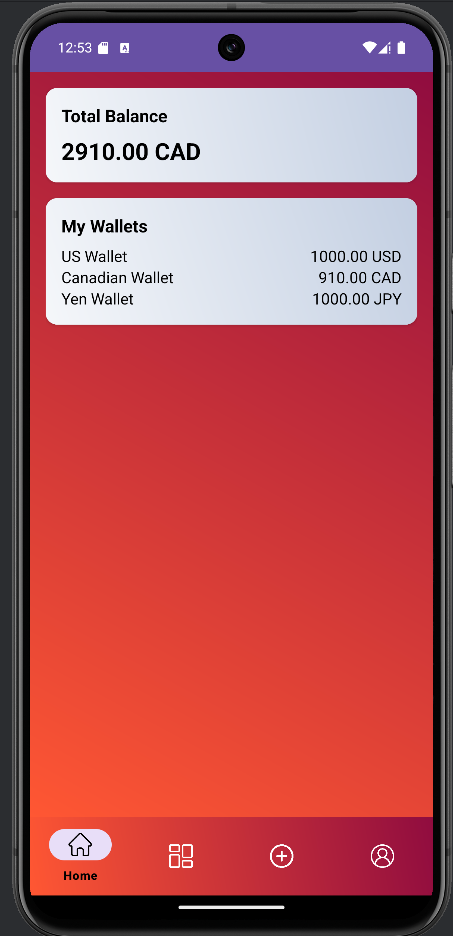 12:53
Total Balance
2910.00 CAD
My Wallets
US Wallet 1000.00 USD
Canadian Wallet 910.00 CAD
Yen Wallet 1000.00 JPY
Home